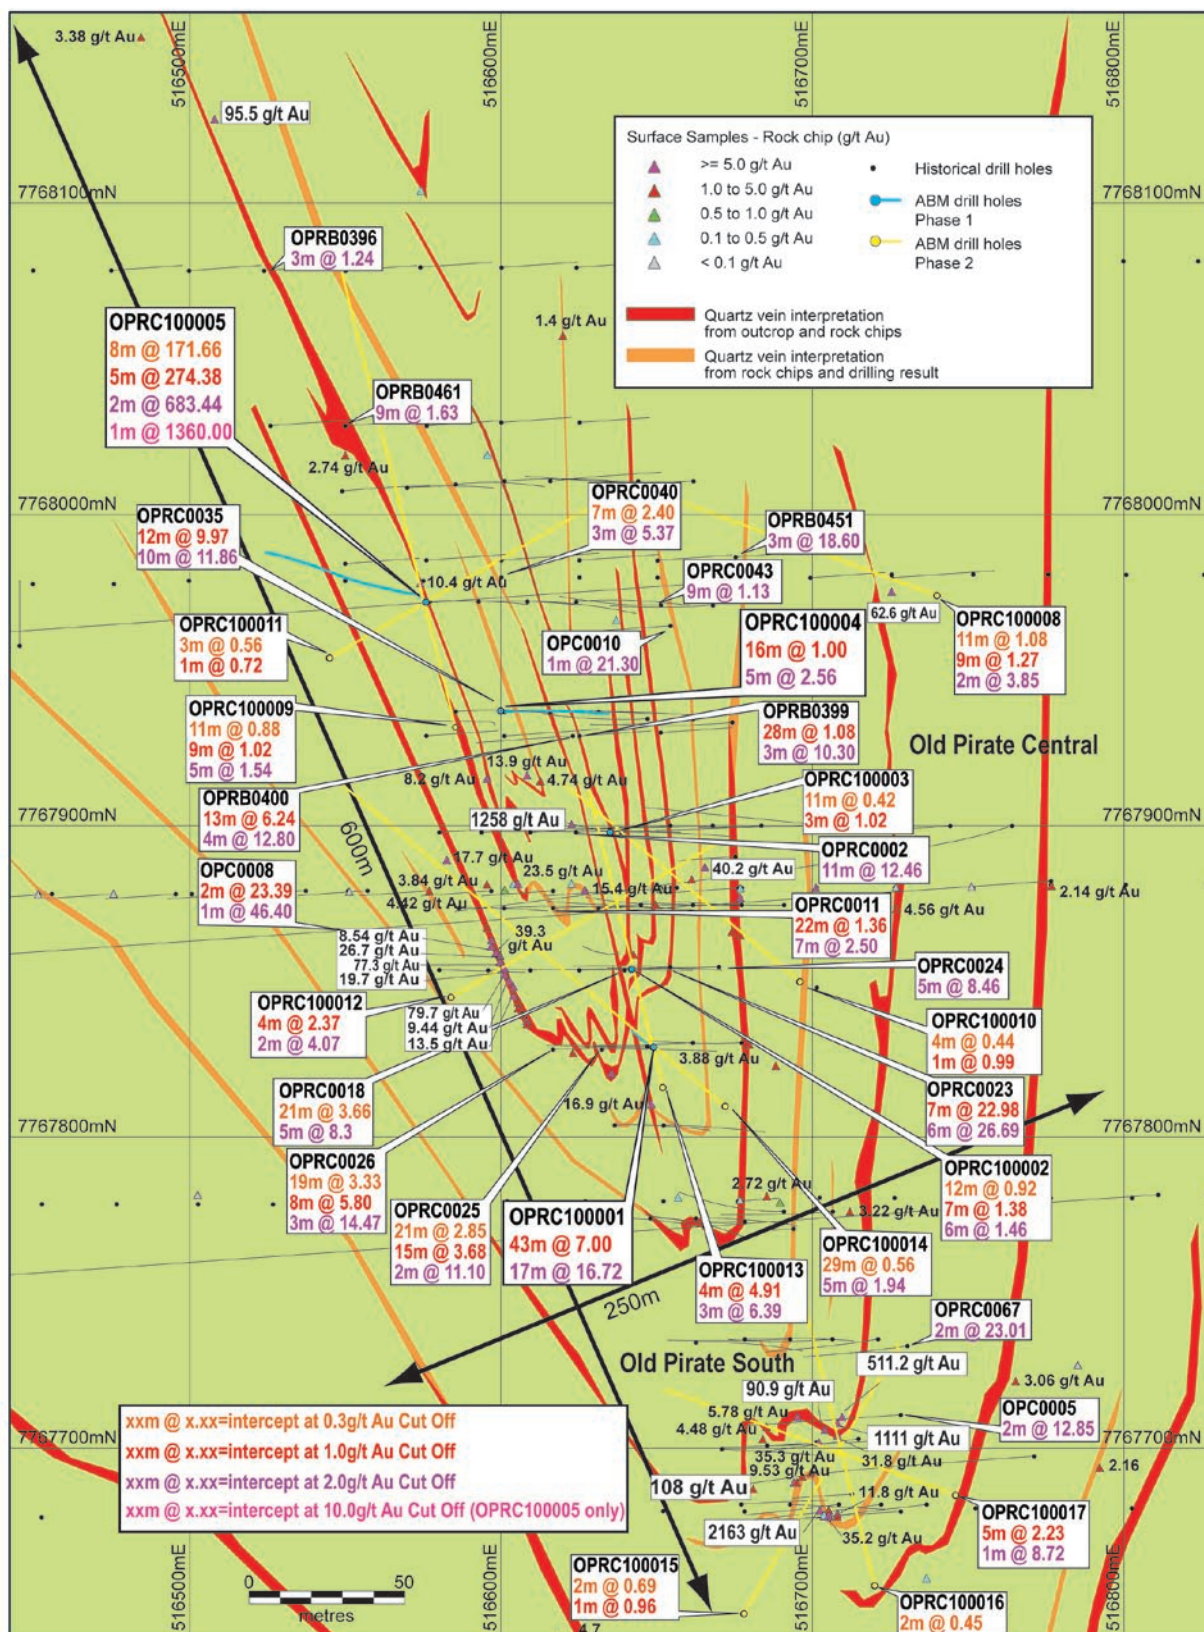 3.38 g/t Au
516500mE
516600mE
516700mE
516800mE
95.5 g/t Au
Surface Samples - Rock chip (g/t Au)
>= 5.0 g/t Au
1.0 to 5.0 g/t Au
0.5 to 1.0 g/t Au
0.1 to 0.5 g/t Au
< 0.1 g/t Au
Historical drill holes
ABM drill holes
Phase 1
ABM drill holes
Phase 2
Quartz vein interpretation
from outcrop and rock chips
Quartz vein interpretation
from rock chips and drilling result
7768100mN
7768100mN
OPRB0396
3m @ 1.24
OPRC100005
8m @ 171.66
5m @ 274.38
2m @ 683.44
1m @ 1360.00
1.4 g/t Au
OPRB0461
9m @ 1.63
2.74 g/t Au
7768000mN
7768000mN
OPRC0040
7m @ 2.40
3m @ 5.37
OPRC0035
12m @ 9.97
10m @ 11.86
OPRB0451
3m @ 18.60
10.4 g/t Au
OPRC0043
9m @ 1.13
62.6 g/t Au
OPRC100008
11m @ 1.08
9m @ 1.27
2m @ 3.85
OPRC100011
3m @ 0.56
1m @ 0.72
OPC0010
1m @ 21.30
OPRC100004
16m @ 1.00
5m @ 2.56
OPRC100009
11m @ 0.88
9m @ 1.02
5m @ 1.54
OPRB0399
28m @ 1.08
3m @ 10.30
Old Pirate Central
13.9 g/t Au
8.2 g/t Au
4.74 g/t Au
OPRC100003
11m @ 0.42
3m @ 1.02
OPRB0400
13m @ 6.24
4m @ 12.80
7767900mN
7767900mN
1258 g/t Au
600m
OPRC0002
11m @ 12.46
17.7 g/t Au
40.2 g/t Au
OPC0008
2m @ 23.39
1m @ 46.40
3.84 g/t Au
23.5 g/t Au
15.4 g/t Au
4.42 g/t Au
2.14 g/t Au
4.56 g/t Au
OPRC0011
22m @ 1.36
7m @ 2.50
39.3
g/t Au
8.54 g/t Au
26.7 g/t Au
77.3 g/t Au
19.7 g/t Au
OPRC0024
5m @ 8.46
OPRC100012
4m @ 2.37
2m @ 4.07
79.7 g/t Au
9.44 g/t Au
13.5 g/t Au
OPRC100010
4m @ 0.44
1m @ 0.99
3.88 g/t Au
OPRC0018
21m @ 3.66
5m @ 8.3
16.9 g/t Au
OPRC0023
7m @ 22.98
6m @ 26.69
7767800mN
7767800mN
OPRC0026
19m @ 3.33
8m @ 5.80
3m @ 14.47
OPRC100002
12m @ 0.92
7m @ 1.38
6m @ 1.46
2.72 g/t Au
3.22 g/t Au
OPRC0025
21m @ 2.85
15m @ 3.68
2m @ 11.10
OPRC100001
43m @ 7.00
17m @ 16.72
OPRC100014
29m @ 0.56
5m @ 1.94
OPRC100013
4m @ 4.91
3m @ 6.39
250m
OPRC0067
2m @ 23.01
Old Pirate South
511.2 g/t Au
90.9 g/t Au
3.06 g/t Au
xxm @ x.xx=intercept at 0.3g/t Au Cut Off
xxm @ x.xx=intercept at 1.0g/t Au Cut Off
xxm @ x.xx=intercept at 2.0g/t Au Cut Off
xxm @ x.xx=intercept at 10.0g/t Au Cut Off (OPRC100005 only)
5.78 g/t Au
4.48 g/t Au
OPC0005
2m @ 12.85
7767700mN
7767700mN
1111 g/t Au
35.3 g/t Au
31.8 g/t Au
9.53 g/t Au
2.16
108 g/t Au
11.8 g/t Au
OPRC100017
5m @ 2.23
1m @ 8.72
2163 g/t Au
35.2 g/t Au
OPRC100015
2m @ 0.69
1m @ 0.96
OPRC100016
2m @ 0.45
516500mE
516600mE
516700mE
516800mE
0 50
metres
4.7